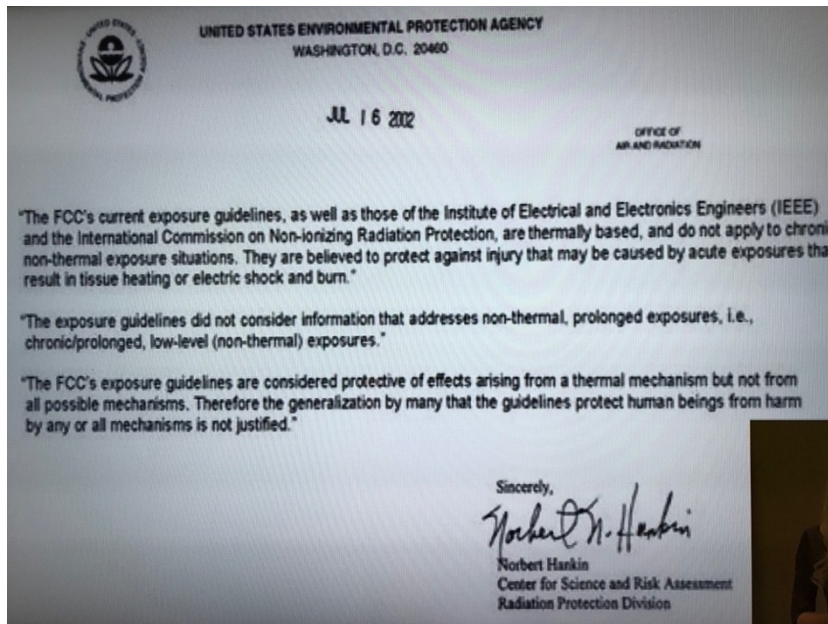 UNITED STATES ENVIRONMENTAL PROTECTION AGENCY
WASHINGTON, D.C. 20460
JUL 16 2002
OFFICE OF
AIR AND RADIATION
"The FCC's current exposure guidelines, as well as those of the Institute of Electrical and Electronics Engineers (IEEE)
and the International Commission on Non-ionizing Radiation Protection, are thermally based, and do not apply to chroni
non-thermal exposure situations. They are believed to protect against injury that may be caused by acute exposures tha
result in tissue heating or electric shock and burn."
"The exposure guidelines did not consider information that addresses non-thermal, prolonged exposures, i.e.,
chronic/prolonged, low-level (non-thermal) exposures."
"The FCC's exposure guidelines are considered protective of effects arising from a thermal mechanism but not from
all possible mechanisms. Therefore the generalization by many that the guidelines protect human beings from harm
by any or all mechanisms is not justified."
Sincerely,
Norbert N. Hankin
Norbert Hankin
Center for Science and Risk Assessment
Radiation Protection Division